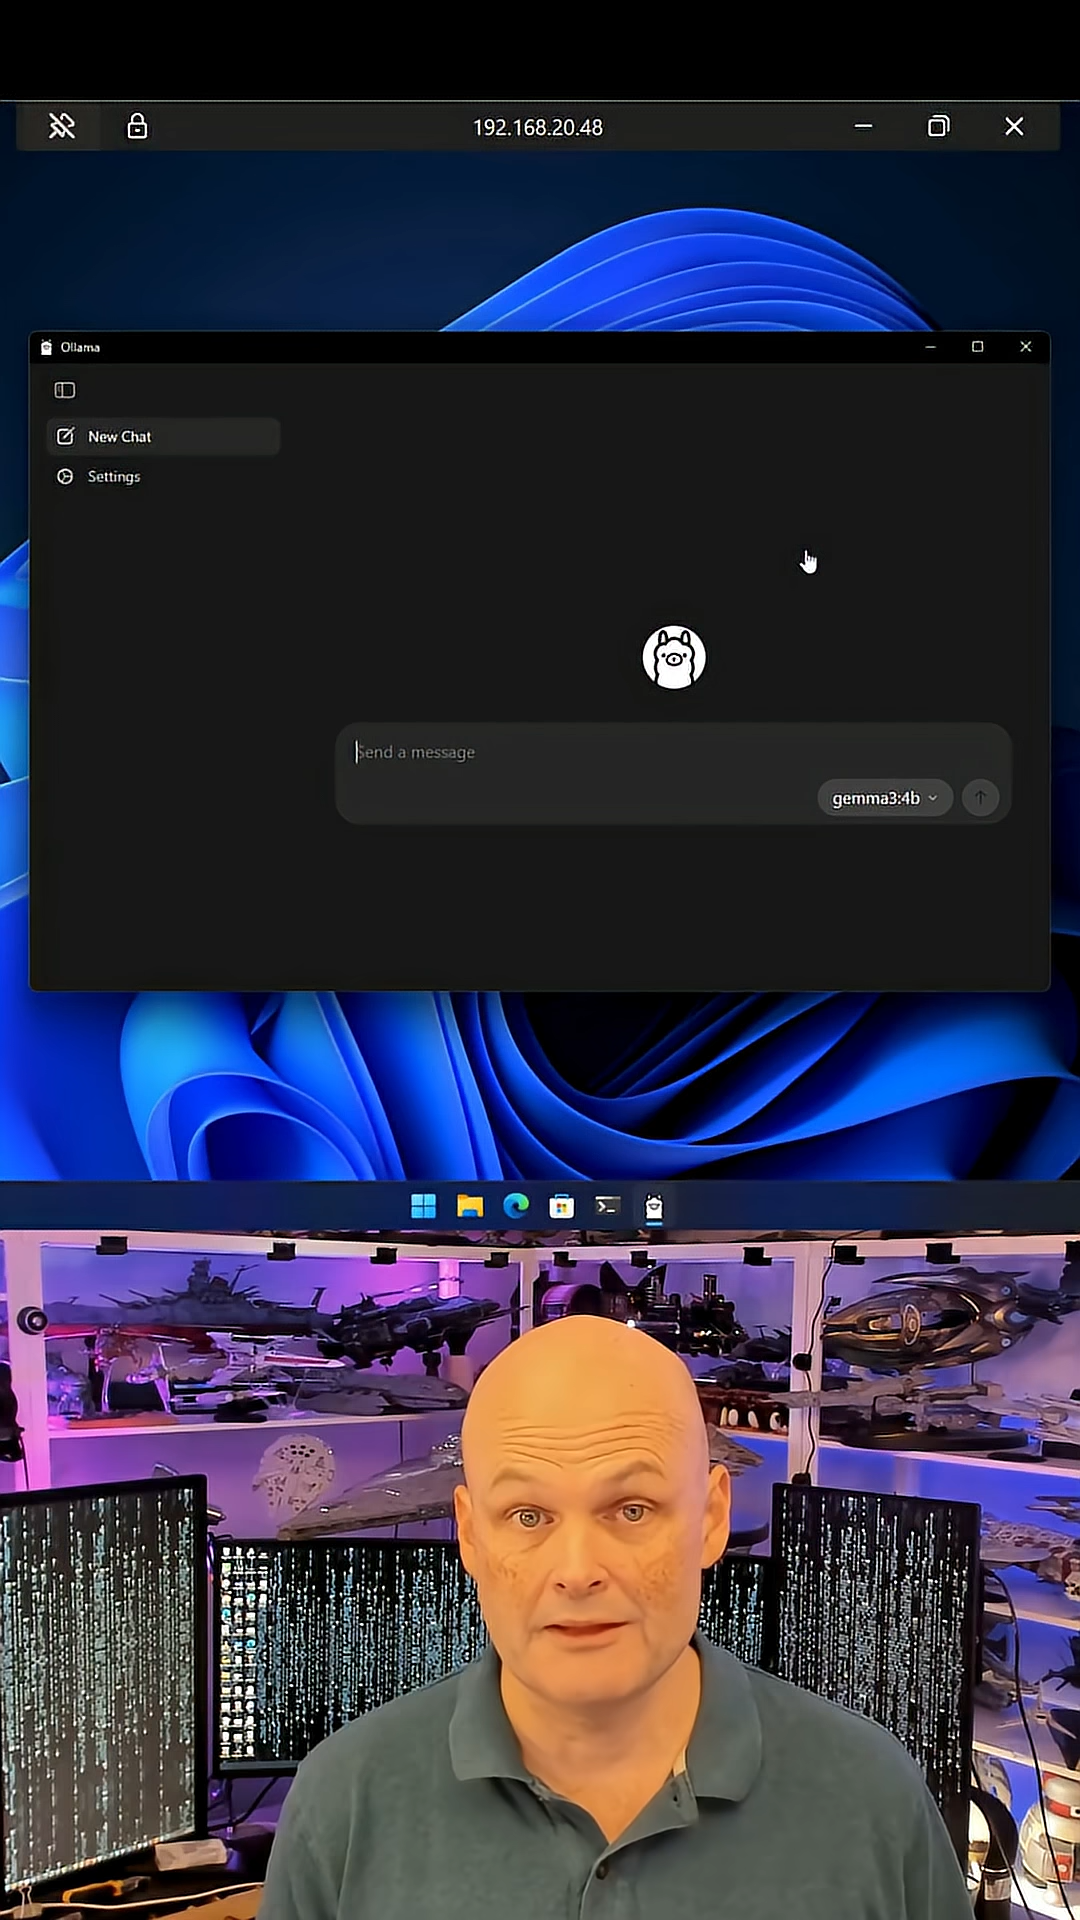 192.168.20.48
Ollama
New Chat
Settings
Send a message
gemma3:4b